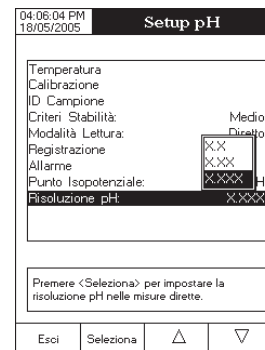 04:06:04 PM
18/05/2005
Setup pH
Temperatura
Calibrazione
ID Campione
Criteri Stabilità: Medio
Modalità Lettura: Diretto
Registrazione X.X
Allarme X.XX
Punto Isopotenziale: X.XXX H
Risoluzione pH: X.XXX
Premere <Seleziona> per impostare la
risoluzione pH nelle misure dirette.
Esci Seleziona △ ▽